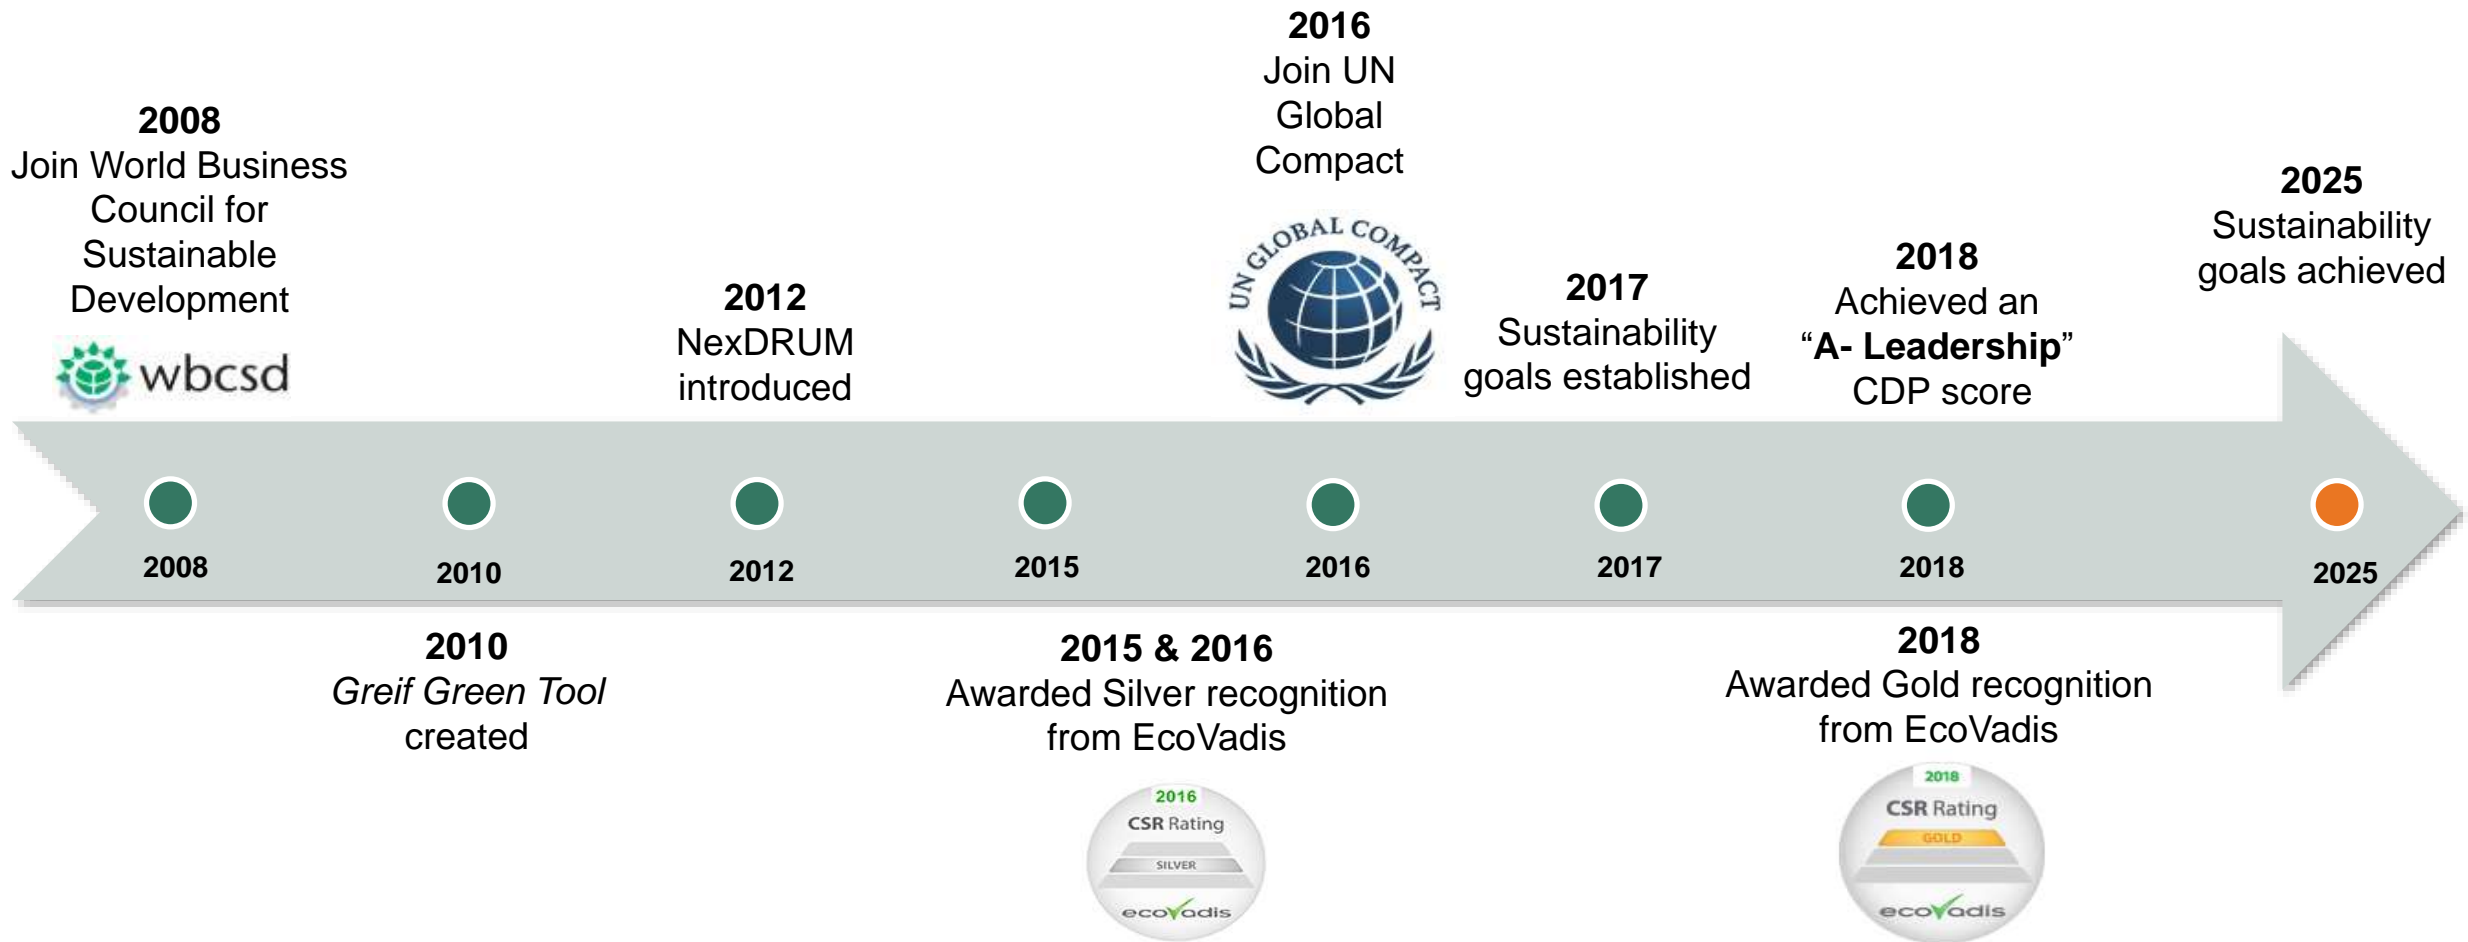 2008
Join World Business
Council for
Sustainable
Development
wbcsd
2012
NexDRUM
introduced
2016
Join UN
Global
Compact
UN GLOBAL COMPACT
2017
Sustainability
goals established
2018
Achieved an
“A- Leadership”
CDP score
2025
Sustainability
goals achieved
2008
2010
2012
2015
2016
2017
2018
2025
2010
Greif Green Tool
created
2015 & 2016
Awarded Silver recognition
from EcoVadis
2016
CSR Rating
SILVER
ecoVadis
2018
Awarded Gold recognition
from EcoVadis
2018
CSR Rating
GOLD
ecoVadis